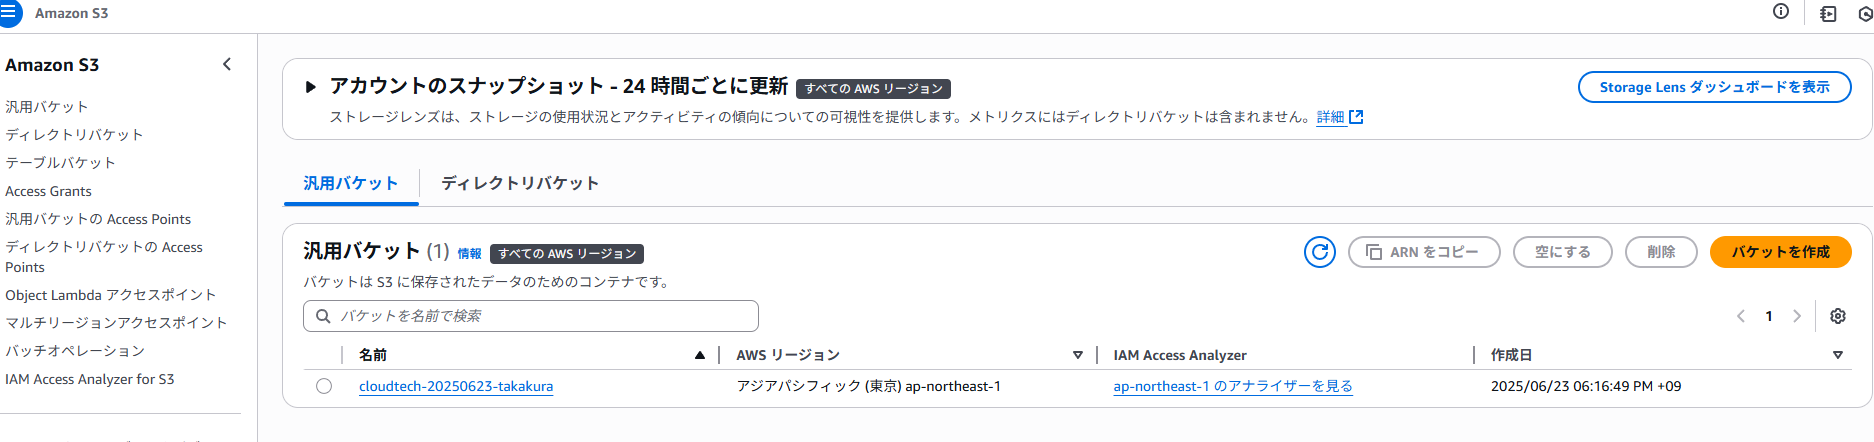 Amazon S3
Amazon S3
汎用バケット
ディレクトリバケット
テーブルバケット
Access Grants
汎用バケットの Access Points
ディレクトリバケットの Access
Points
Object Lambda アクセスポイント
マルチリージョンアクセスポイント
バッチオペレーション
IAM Access Analyzer for S3
アカウントのスナップショット - 24 時間ごとに更新 すべての AWS リージョン
Storage Lens ダッシュボードを表示
ストレージレンズは、ストレージの使用状況とアクティビティの傾向についての可視性を提供します。メトリクスにはディレクトリバケットは含まれません。詳細
汎用バケット ディレクトリバケット
汎用バケット (1) 情報 すべての AWS リージョン
ARN をコピー 空にする 削除 バケットを作成
バケットは S3 に保存されたデータのためのコンテナです。
バケットを名前で検索
1
名前 AWS リージョン IAM Access Analyzer 作成日
cloudtech-20250623-takakura アジアパシフィック (東京) ap-northeast-1 ap-northeast-1 のアナライザーを見る 2025/06/23 06:16:49 PM +09